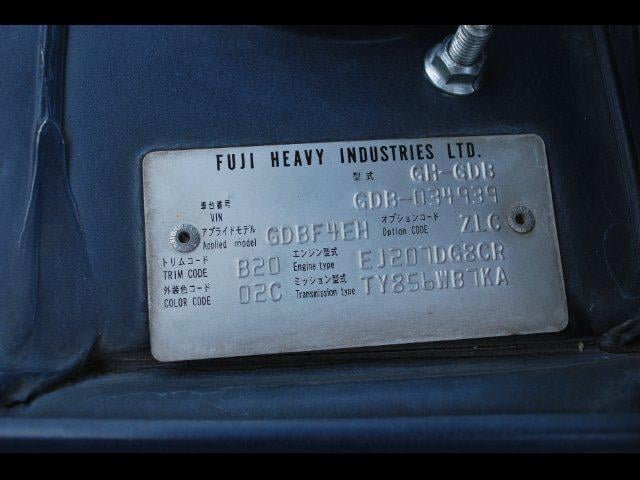 FUJI HEAVY INDUSTRIES LTD.
型式 GH-GDB
車台番号 VIN GDB-034939
アプライドモデル Applied model GDBF4EH オプションコード Option CODE ZLC
トリムコード TRIM CODE B20 エンジン型式 Engine type EJ207DG8CR
外装色コード COLOR CODE 02C ミッション型式 Transmission type TY856WB7KA